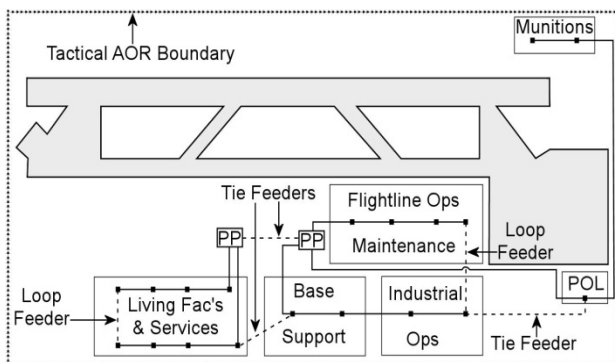 Munitions
Tactical AOR Boundary
Tie Feeders
Flightline Ops
PP
PP
Maintenance
Loop
Feeder
Loop
Feeder
Living Fac's
& Services
Base
Support
Industrial
Ops
POL
Tie Feeder